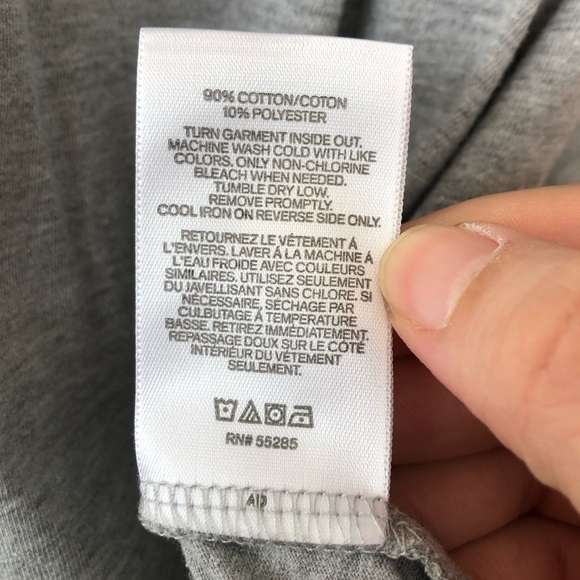 90% COTTON/COTON
10% POLYESTER
TURN GARMENT INSIDE OUT.
MACHINE WASH COLD WITH LIKE
COLORS. ONLY NON-CHLORINE
BLEACH WHEN NEEDED.
TUMBLE DRY LOW.
REMOVE PROMPTLY.
COOL IRON ON REVERSE SIDE ONLY.
RETOURNEZ LE VÉTEMENT Á
L'ENVERS. LAVER Á LA MACHINE Á
L'EAU FROIDE AVEC COULEURS
SIMILAIRES. UTILISEZ SEULEMENT
DU JAVELLISANT SANS CHLORE. SI
NÉCESSAIRE, SÉCHAGE PAR
CULBUTAGE Á TEMPÉRATURE
BASSE. RETIREZ IMMÉDIATEMENT.
REPASSAGE DOUX SUR LE CÔTÉ
INTÉRIEUR DU VÉTEMENT
SEULEMENT.
RN# 55285